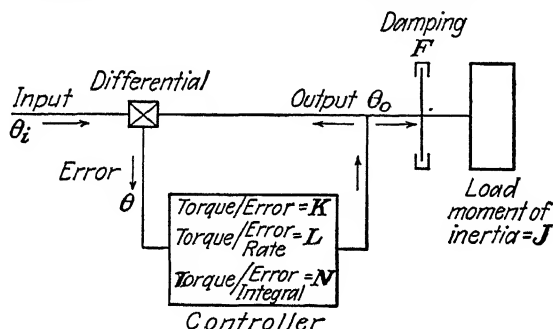 Damping
F
Differential
Input
Output θo
θi
Error
θ
Load
moment of
inertia=J
Torque/Error=K
Torque/Error Rate=L
Torque/Error Integral=N
Controller